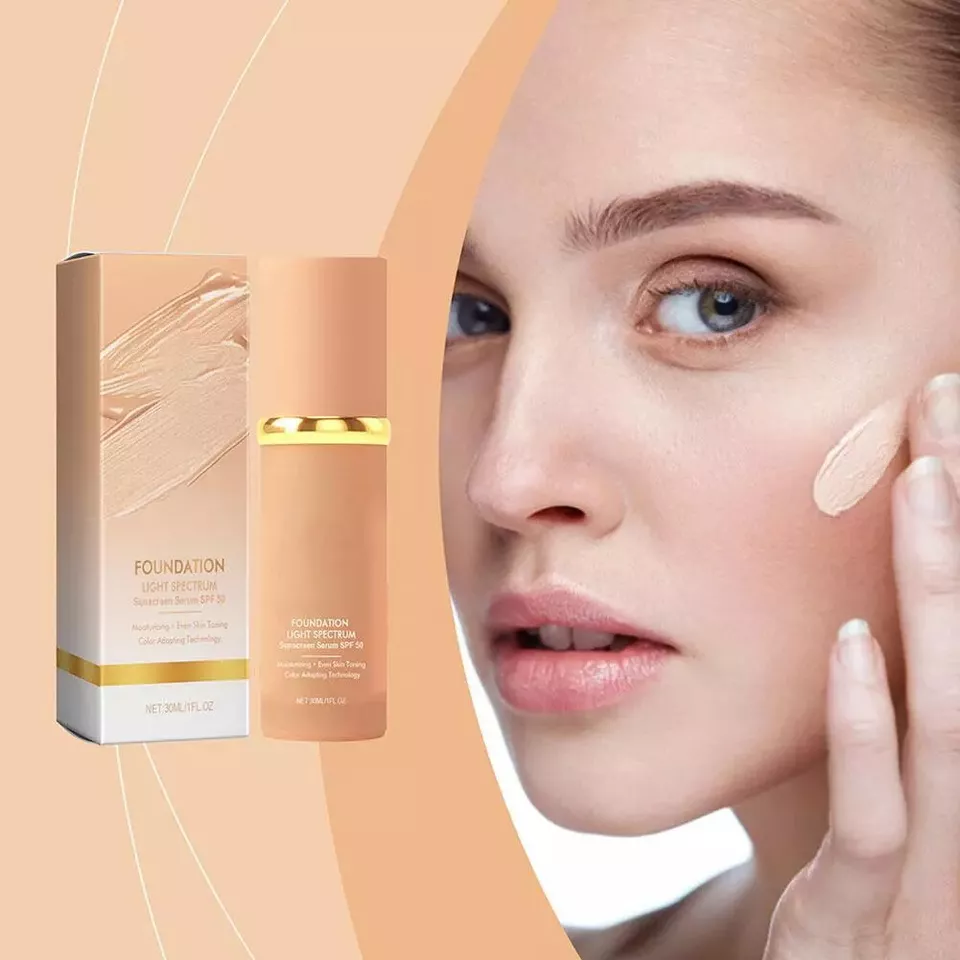 FOUNDATION
LIGHT SPECTRUM
Sunscreen Serum SPF 50
Moisturizing • Even Skin Toning
Color Adapting Technology
NET:30ML/1FL.OZ
FOUNDATION
LIGHT SPECTRUM
Sunscreen Serum SPF 50
Moisturizing • Even Skin Toning
Color Adapting Technology
NET:30ML/1FL.OZ